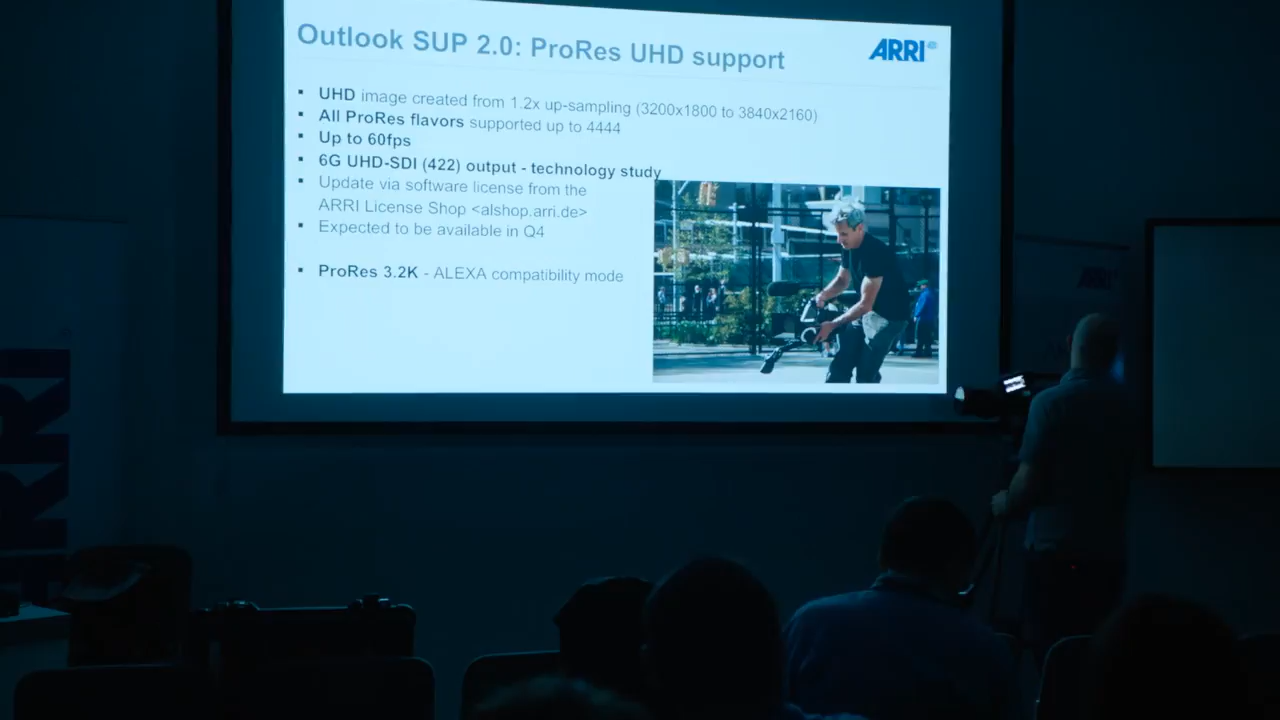 Outlook SUP 2.0: ProRes UHD support
ARRI
UHD image created from 1.2x up-sampling (3200x1800 to 3840x2160)
All ProRes flavors supported up to 4444
Up to 60fps
6G UHD-SDI (422) output - technology study
Update via software license from the
ARRI License Shop <alshop.arri.de>
Expected to be available in Q4
ProRes 3.2K - ALEXA compatibility mode
ARRI
RRI